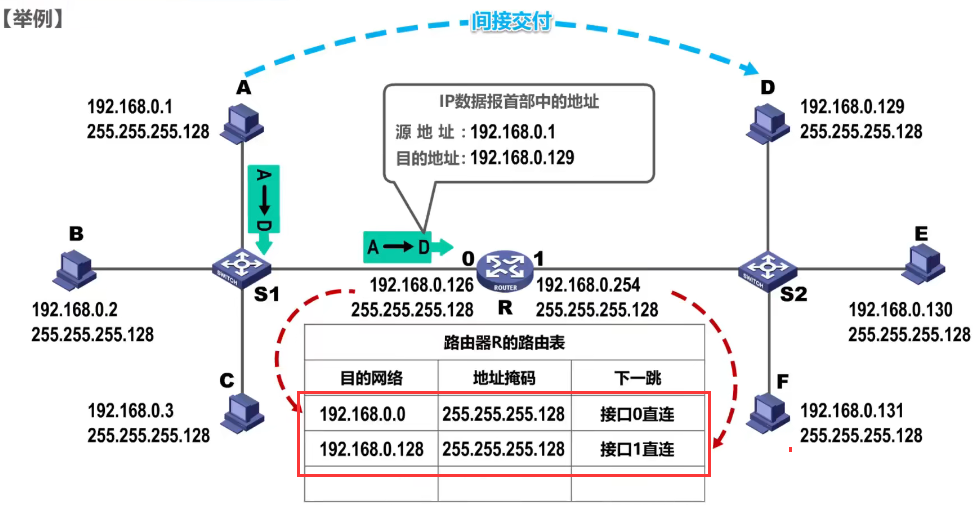 【举例】
间接交付
A
192.168.0.1
255.255.255.128
D
192.168.0.129
255.255.255.128
IP数据报首部中的地址
源 地 址 : 192.168.0.1
目的地址: 192.168.0.129
A→D
A→D
B
192.168.0.2
255.255.255.128
SWITCH
S1
0
1
ROUTER
R
192.168.0.126
255.255.255.128
192.168.0.254
255.255.255.128
SWITCH
S2
E
192.168.0.130
255.255.255.128
C
192.168.0.3
255.255.255.128
F
192.168.0.131
255.255.255.128
路由器R的路由表
目的网络 地址掩码 下一跳
192.168.0.0 255.255.255.128 接口0直连
192.168.0.128 255.255.255.128 接口1直连